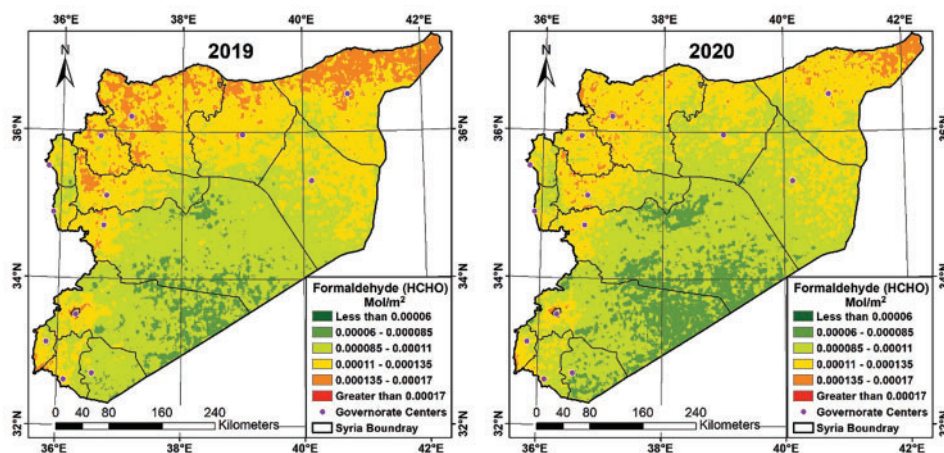 36°E 38°E 40°E 42°E
2019
N
36°N
34°N
32°N
Formaldehyde (HCHO)
Mol/m²
Less than 0.00006
0.00006 - 0.000085
0.000085 - 0.00011
0.00011 - 0.000135
0.000135 - 0.00017
Greater than 0.00017
Governorate Centers
Syria Boundray
0 40 80 160 240
Kilometers
36°E 38°E 40°E 42°E
36°E 38°E 40°E 42°E
2020
N
36°N
34°N
32°N
Formaldehyde (HCHO)
Mol/m²
Less than 0.00006
0.00006 - 0.000085
0.000085 - 0.00011
0.00011 - 0.000135
0.000135 - 0.00017
Greater than 0.00017
Governorate Centers
Syria Boundray
0 40 80 160 240
Kilometers
36°E 38°E 40°E 42°E